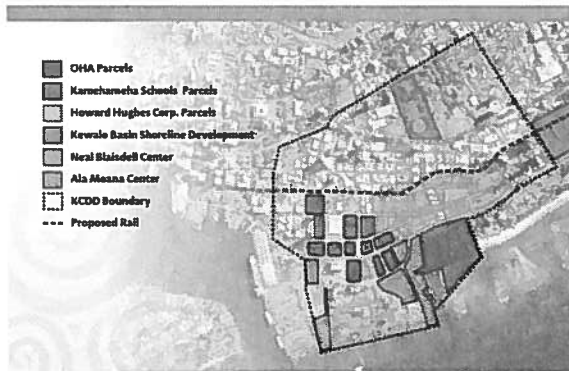 OHA Parcels
Kamehameha Schools Parcels
Howard Hughes Corp. Parcels
Kewalo Basin Shoreline Development
Neal Blaisdell Center
Ala Moana Center
KCDD Boundary
Proposed Rail